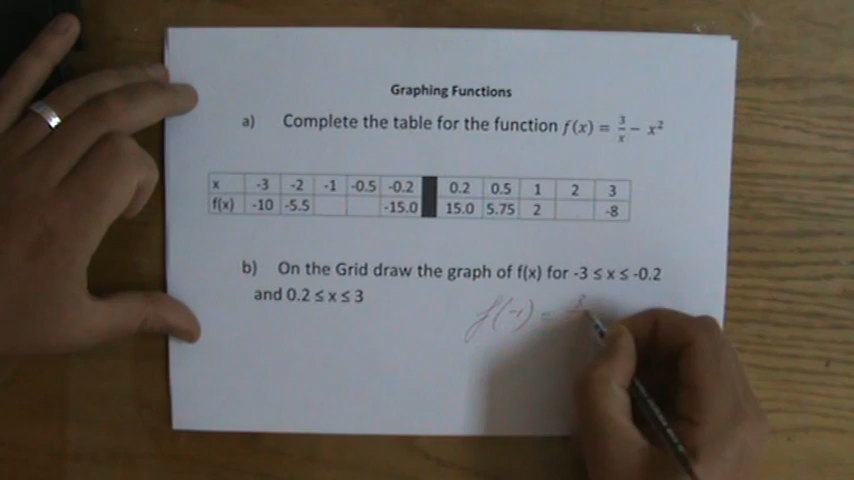 Graphing Functions
a) Complete the table for the function f(x) = 3/x − x²
x -3 -2 -1 -0.5 -0.2 0.2 0.5 1 2 3
f(x) -10 -5.5 -15.0 15.0 5.75 2 -8
b) On the Grid draw the graph of f(x) for -3 ≤ x ≤ -0.2
and 0.2 ≤ x ≤ 3
f(-1) = 3